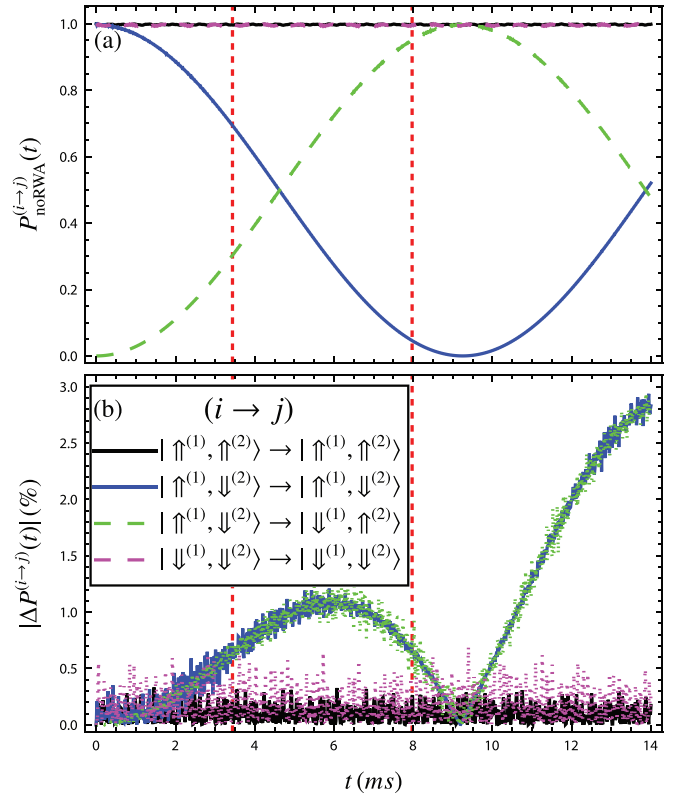 1.0
(a)
0.8
0.6
0.4
0.2
0.0
P_noRWA^(i→j)(t)
3.0
(b)
(i → j)
2.5
|⇑(1), ⇑(2)⟩ → |⇑(1), ⇑(2)⟩
2.0
|⇑(1), ⇓(2)⟩ → |⇑(1), ⇓(2)⟩
|⇑(1), ⇓(2)⟩ → |⇓(1), ⇑(2)⟩
1.5
|⇓(1), ⇓(2)⟩ → |⇓(1), ⇓(2)⟩
1.0
0.5
0.0
|ΔP^(i→j)(t)| (%)
0 2 4 6 8 10 12 14
t (ms)